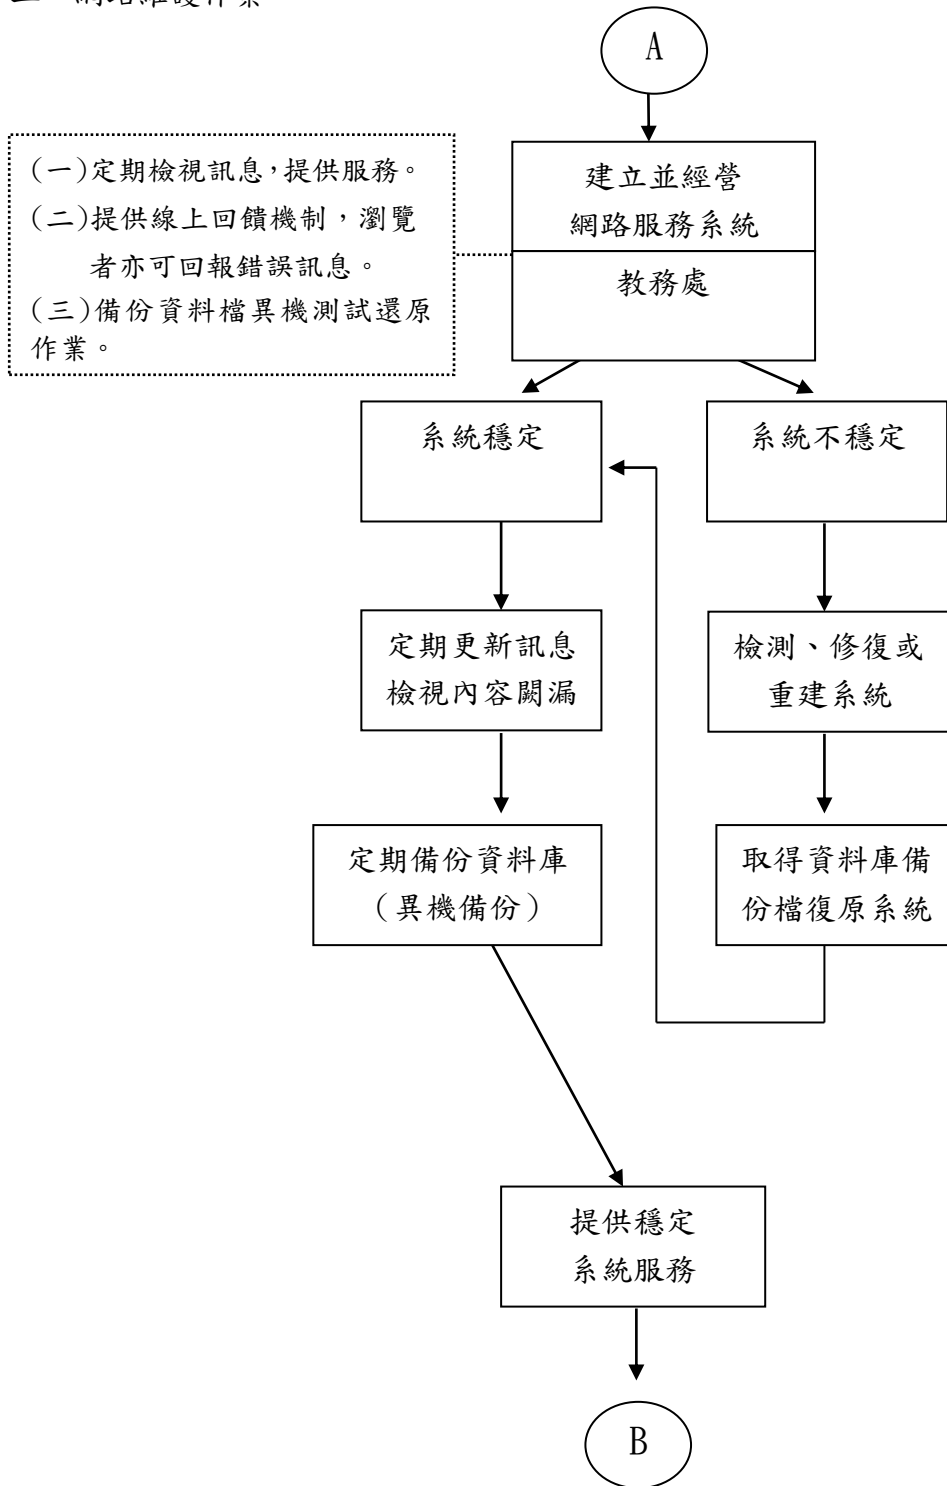 網路維護作業
A
(一)定期檢視訊息,提供服務。
(二)提供線上回饋機制,瀏覽
者亦可回報錯誤訊息。
(三)備份資料檔異機測試還原
作業。
建立並經營
網路服務系統
教務處
系統穩定
系統不穩定
定期更新訊息
檢視內容闕漏
檢測、修復或
重建系統
定期備份資料庫
(異機備份)
取得資料庫備
份檔復原系統
提供穩定
系統服務
B